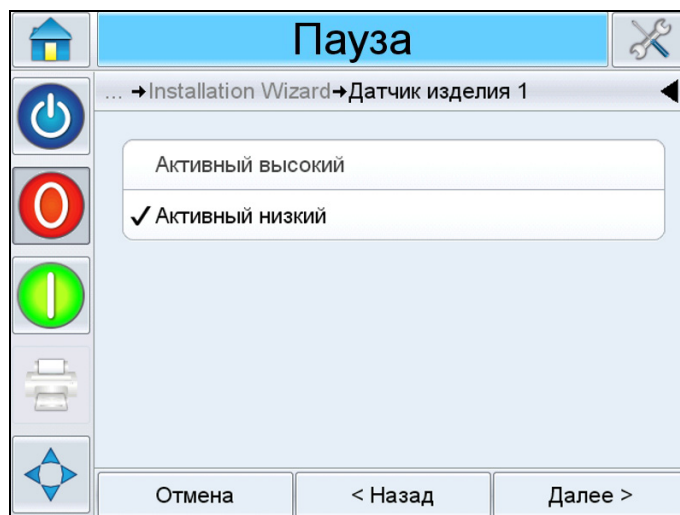 Пауза
... →Installation Wizard→Датчик изделия 1
Активный высокий
✓ Активный низкий
Отмена
< Назад
Далее >